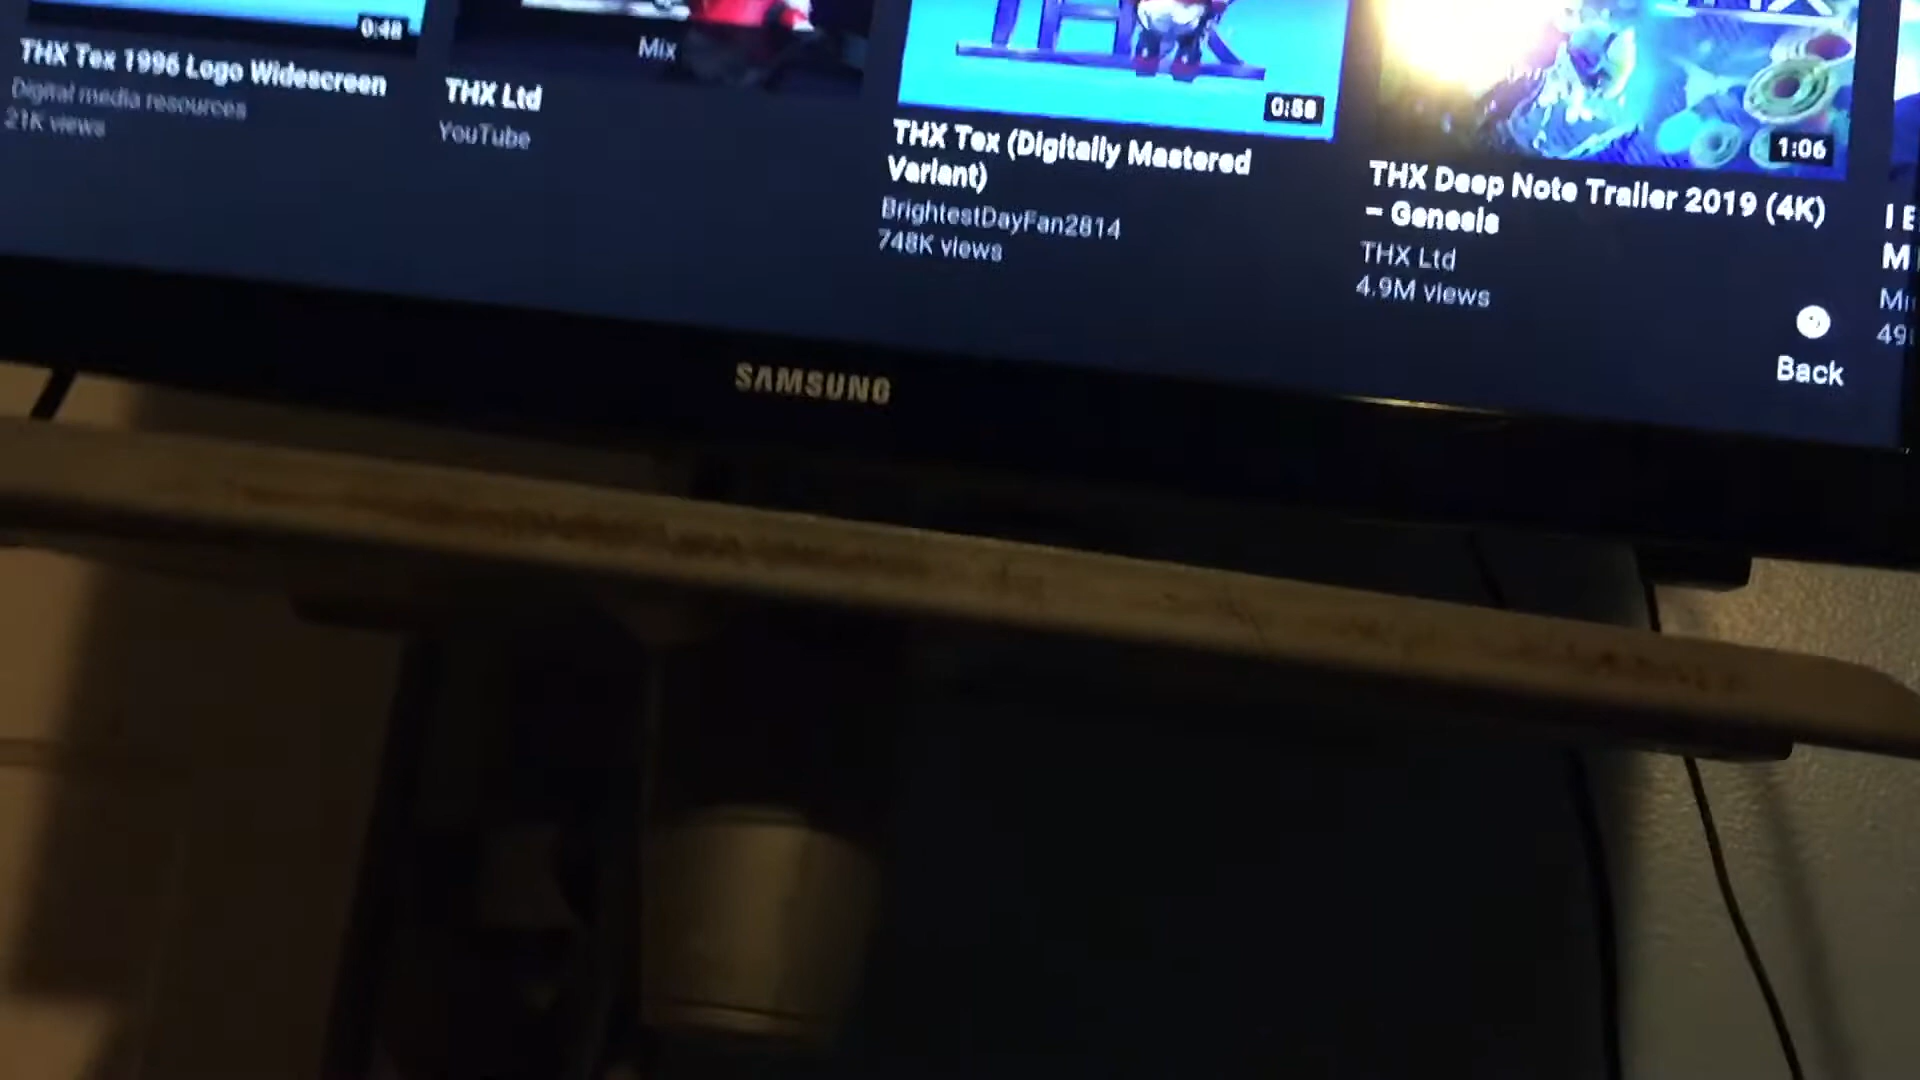 0:48
THX Tex 1996 Logo Widescreen
Digital media resources
21K views
Mix
THX Ltd
YouTube
0:58
THX Tex (Digitally Mastered
Variant)
BrightestDayFan2814
748K views
THX
1:06
THX Deep Note Trailer 2019 (4K)
– Genesis
THX Ltd
4.9M views
Back
SAMSUNG